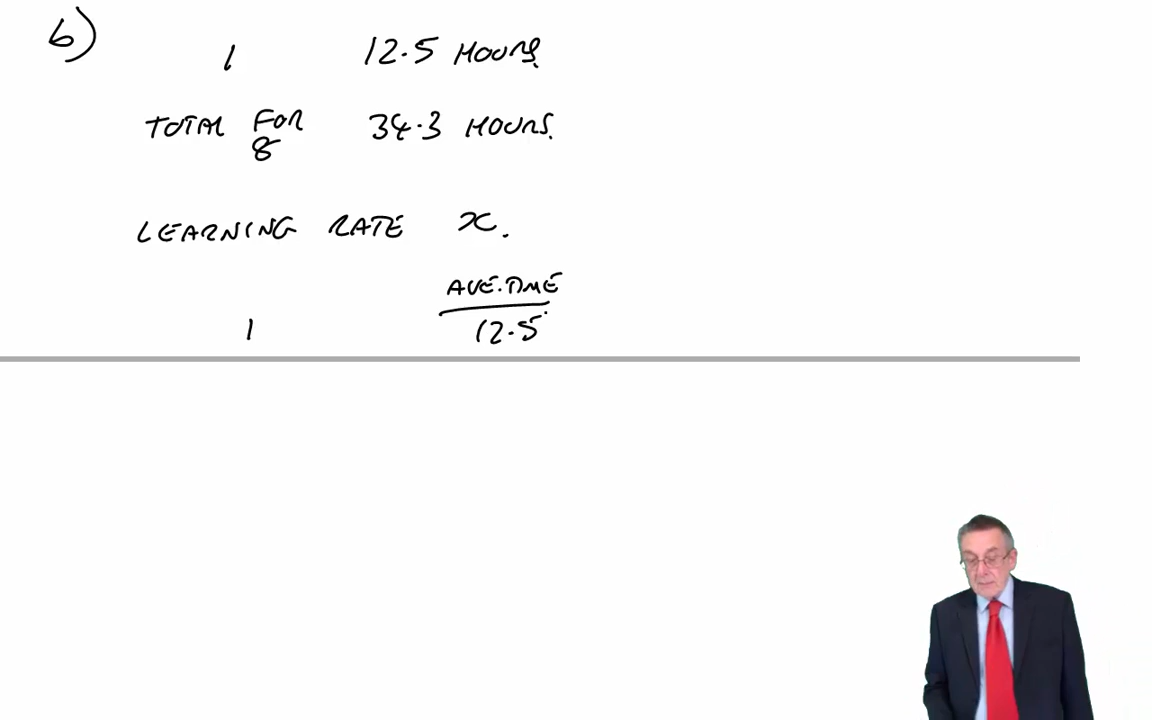 b)
1 12.5 HOURS.
TOTAL FOR 34.3 HOURS.
8
LEARNING RATE x.
AVE. TIME
1 12.5